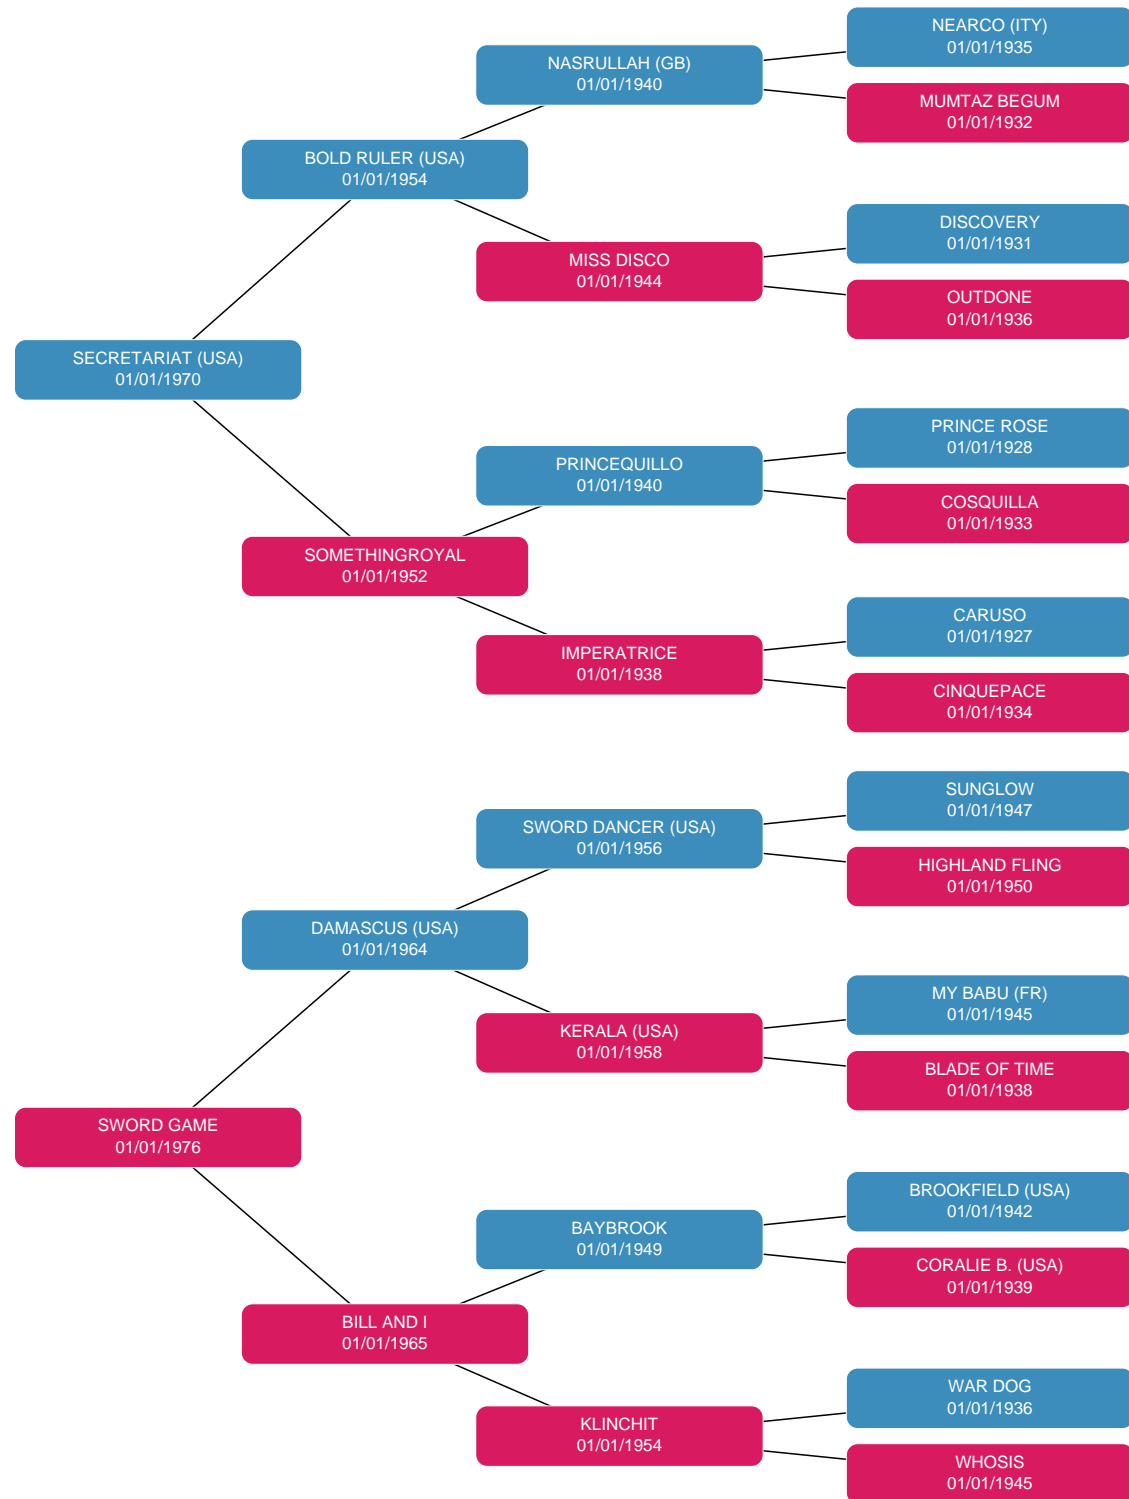 NEARCO (ITY)
01/01/1935
NASRULLAH (GB)
01/01/1940
MUMTAZ BEGUM
01/01/1932
BOLD RULER (USA)
01/01/1954
DISCOVERY
01/01/1931
MISS DISCO
01/01/1944
OUTDONE
01/01/1936
SECRETARIAT (USA)
01/01/1970
PRINCE ROSE
01/01/1928
PRINCEQUILLO
01/01/1940
COSQUILLA
01/01/1933
SOMETHINGROYAL
01/01/1952
CARUSO
01/01/1927
IMPERATRICE
01/01/1938
CINQUEPACE
01/01/1934
SUNGLOW
01/01/1947
SWORD DANCER (USA)
01/01/1956
HIGHLAND FLING
01/01/1950
DAMASCUS (USA)
01/01/1964
MY BABU (FR)
01/01/1945
KERALA (USA)
01/01/1958
BLADE OF TIME
01/01/1938
SWORD GAME
01/01/1976
BROOKFIELD (USA)
01/01/1942
BAYBROOK
01/01/1949
CORALIE B. (USA)
01/01/1939
BILL AND I
01/01/1965
WAR DOG
01/01/1936
KLINCHIT
01/01/1954
WHOSIS
01/01/1945